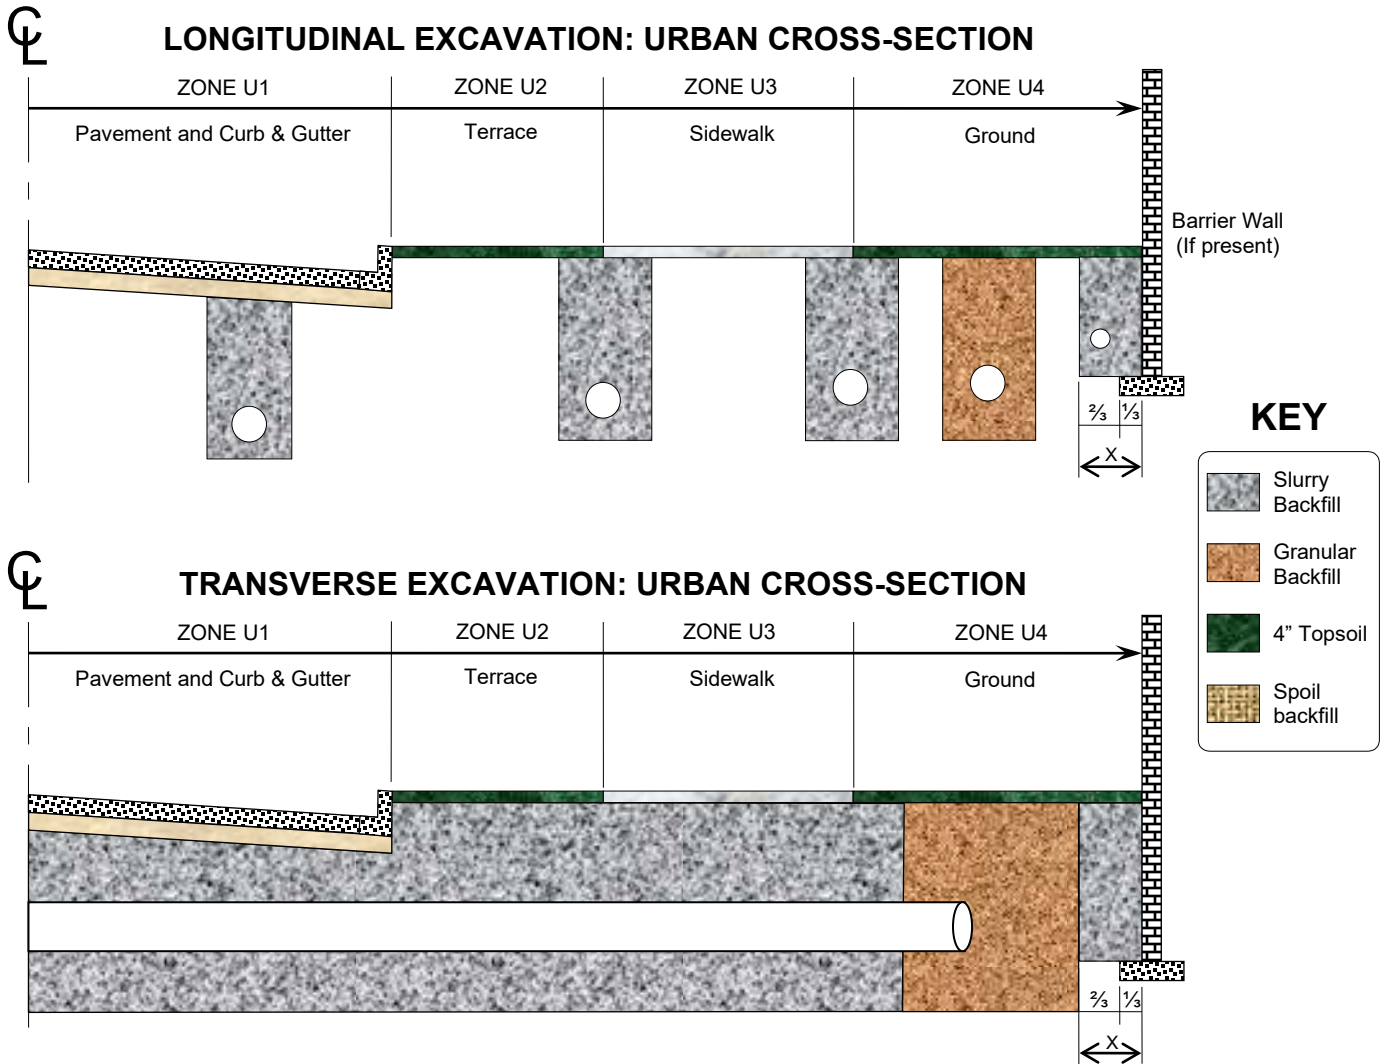 ℄
LONGITUDINAL EXCAVATION: URBAN CROSS-SECTION
ZONE U1 ZONE U2 ZONE U3 ZONE U4
Pavement and Curb & Gutter Terrace Sidewalk Ground
Barrier Wall
(If present)
⅔ ⅓
X
℄
TRANSVERSE EXCAVATION: URBAN CROSS-SECTION
ZONE U1 ZONE U2 ZONE U3 ZONE U4
Pavement and Curb & Gutter Terrace Sidewalk Ground
⅔ ⅓
X
KEY
Slurry
Backfill
Granular
Backfill
4” Topsoil
Spoil
backfill